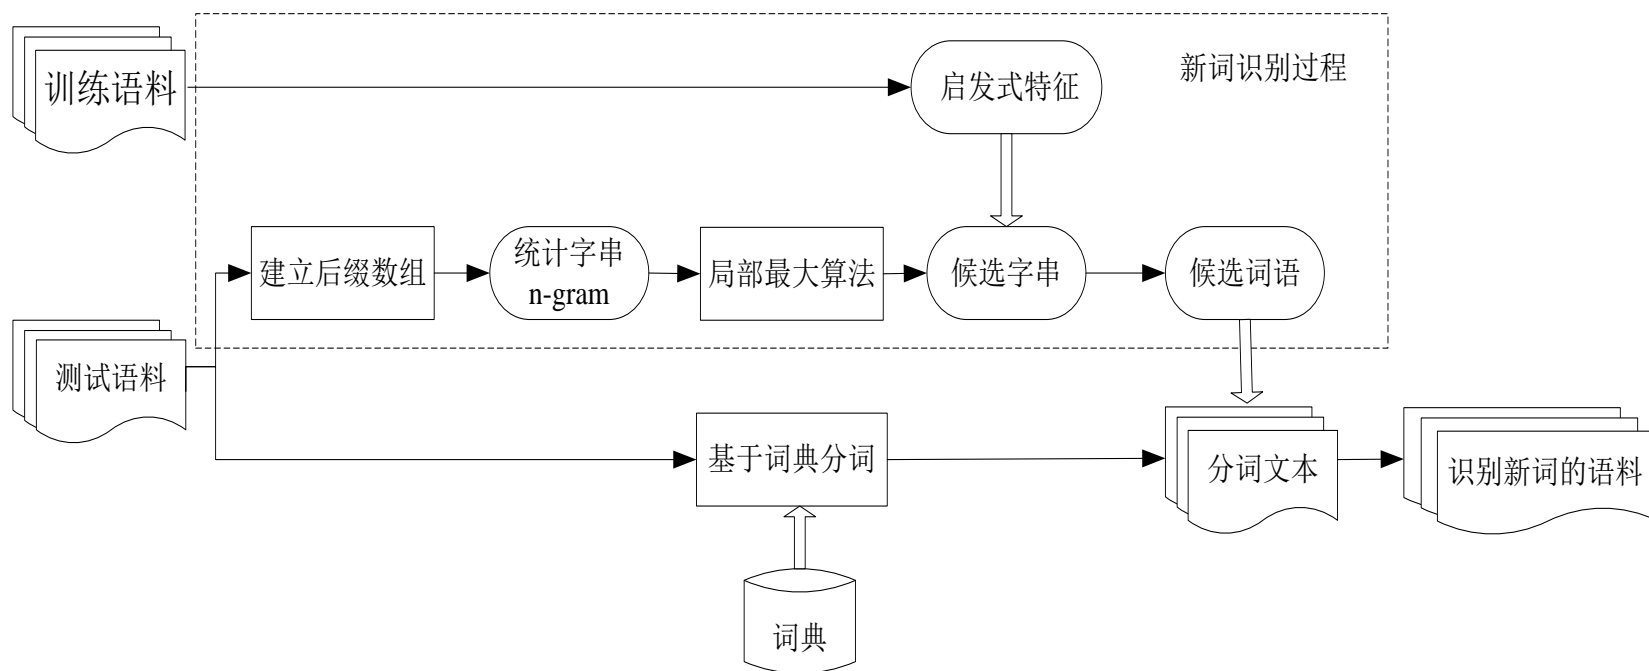 训练语料
启发式特征
新词识别过程
建立后缀数组
统计字串
n-gram
局部最大算法
候选字串
候选词语
测试语料
基于词典分词
分词文本
识别新词的语料
词典